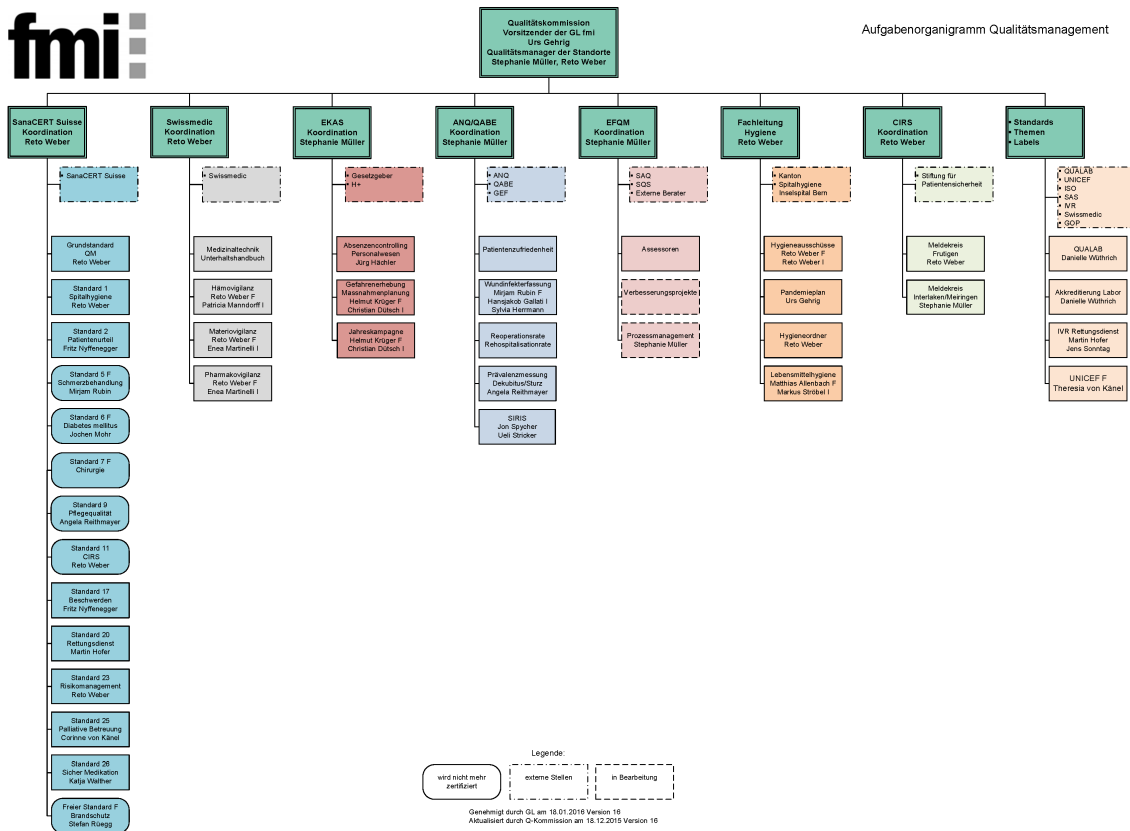 fmi
Qualitätskommission
Vorsitzender der GL fmi
Urs Gehrig
Qualitätsmanager der Standorte
Stephanie Müller, Reto Weber
Aufgabenorganigramm Qualitätsmanagement
SanaCERT Suisse
Koordination
Reto Weber
Swissmedic
Koordination
Reto Weber
EKAS
Koordination
Stephanie Müller
ANQ/QABE
Koordination
Stephanie Müller
EFQM
Koordination
Stephanie Müller
Fachleitung
Hygiene
Reto Weber
CIRS
Koordination
Reto Weber
• Standards
• Themen
• Labels
• SanaCERT Suisse
• Swissmedic
• Gesetzgeber
• H+
• ANQ
• QABE
• GEF
• SAQ
• SQS
• Externe Berater
• Kanton
• Spitalhygiene
Inselspital Bern
• Stiftung für
Patientensicherheit
• QUALAB
• UNICEF
• ISO
• SAS
• IVR
• Swissmedic
• GOP
Grundstandard
QM
Reto Weber
Standard 1
Spitalhygiene
Reto Weber
Standard 2
Patientenurteil
Fritz Nyffenegger
Standard 5 F
Schmerzbehandlung
Mirjam Rubin
Standard 6 F
Diabetes mellitus
Jochen Mohr
Standard 7 F
Chirurgie
Standard 9
Pflegequalität
Angela Reithmayer
Standard 11
CIRS
Reto Weber
Standard 17
Beschwerden
Fritz Nyffenegger
Standard 20
Rettungsdienst
Martin Hofer
Standard 23
Risikomanagement
Reto Weber
Standard 25
Palliative Betreuung
Corinne von Känel
Standard 26
Sicher Medikation
Katja Walther
Freier Standard F
Brandschutz
Stefan Rüegg
Medizinaltechnik
Unterhaltshandbuch
Hämovigilanz
Reto Weber F
Patricia Manndorff I
Materiovigilanz
Reto Weber F
Enea Martinelli I
Pharmakovigilanz
Reto Weber F
Enea Martinelli I
Absenzencontrolling
Personalwesen
Jürg Hächler
Gefahrenerhebung
Massnahmenplanung
Helmut Krüger F
Christian Dütsch I
Jahreskampagne
Helmut Krüger F
Christian Dütsch I
Patientenzufriedenheit
Wundinfekterfassung
Mirjam Rubin F
Hansjakob Gallati I
Sylvia Herrmann
Reoperationsrate
Rehospitalisationrate
Prävalenzmessung
Dekubitus/Sturz
Angela Reithmayer
SIRIS
Jon Spycher
Ueli Stricker
Assessoren
Verbesserungsprojekte
Prozessmanagement
Stephanie Müller
Hygieneausschüsse
Reto Weber F
Reto Weber I
Pandemieplan
Urs Gehrig
Hygieneordner
Reto Weber
Lebensmittelhygiene
Matthias Allenbach F
Markus Ströbel I
Meldekreis
Frutigen
Reto Weber
Meldekreis
Interlaken/Meiringen
Stephanie Müller
QUALAB
Danielle Wüthrich
Akkreditierung Labor
Danielle Wüthrich
IVR Rettungsdienst
Martin Hofer
Jens Sonntag
UNICEF F
Theresia von Känel
Legende:
wird nicht mehr
zertifiziert
externe Stellen
in Bearbeitung
Genehmigt durch GL am 18.01.2016 Version 16
Aktualisiert durch Q-Kommission am 18.12.2015 Version 16